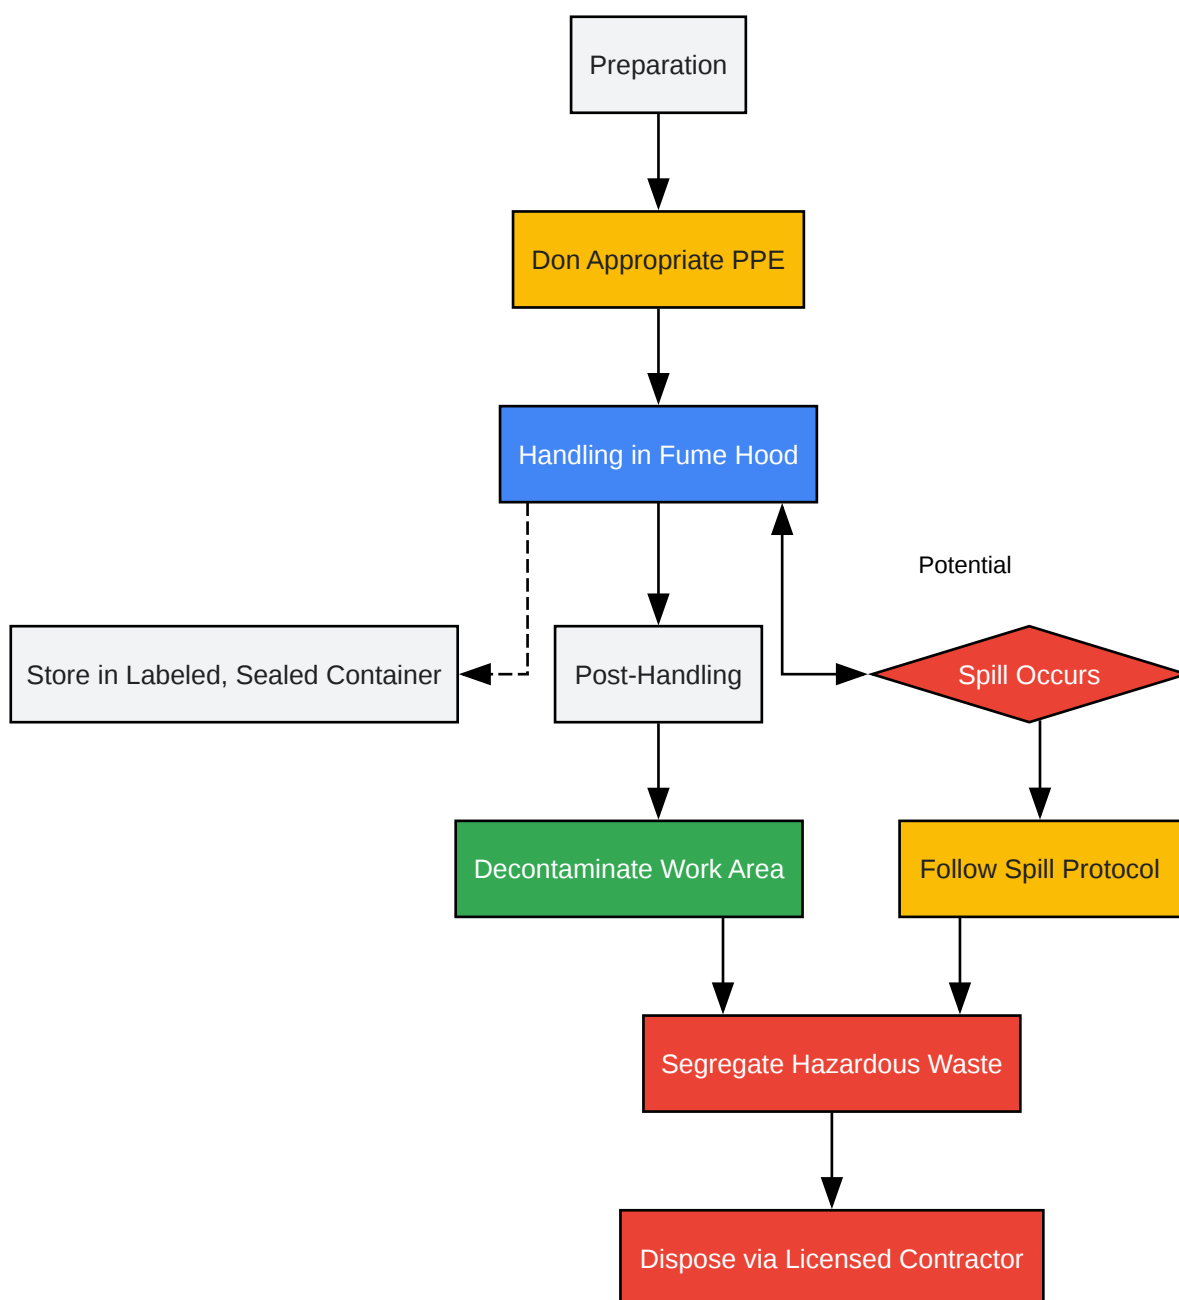 Preparation
Don Appropriate PPE
Handling in Fume Hood
Potential
Store in Labeled, Sealed Container
Post-Handling
Spill Occurs
Decontaminate Work Area
Follow Spill Protocol
Segregate Hazardous Waste
Dispose via Licensed Contractor